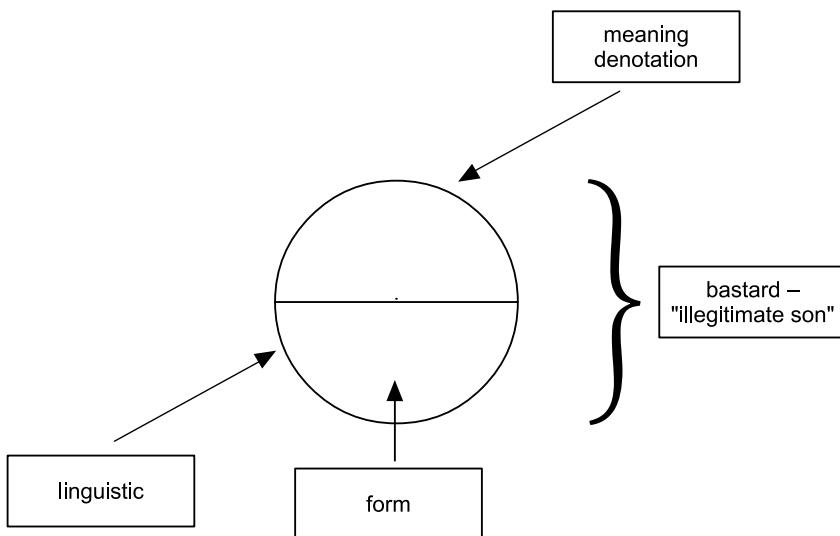 meaning
denotation
bastard –
"illegitimate son"
linguistic
form